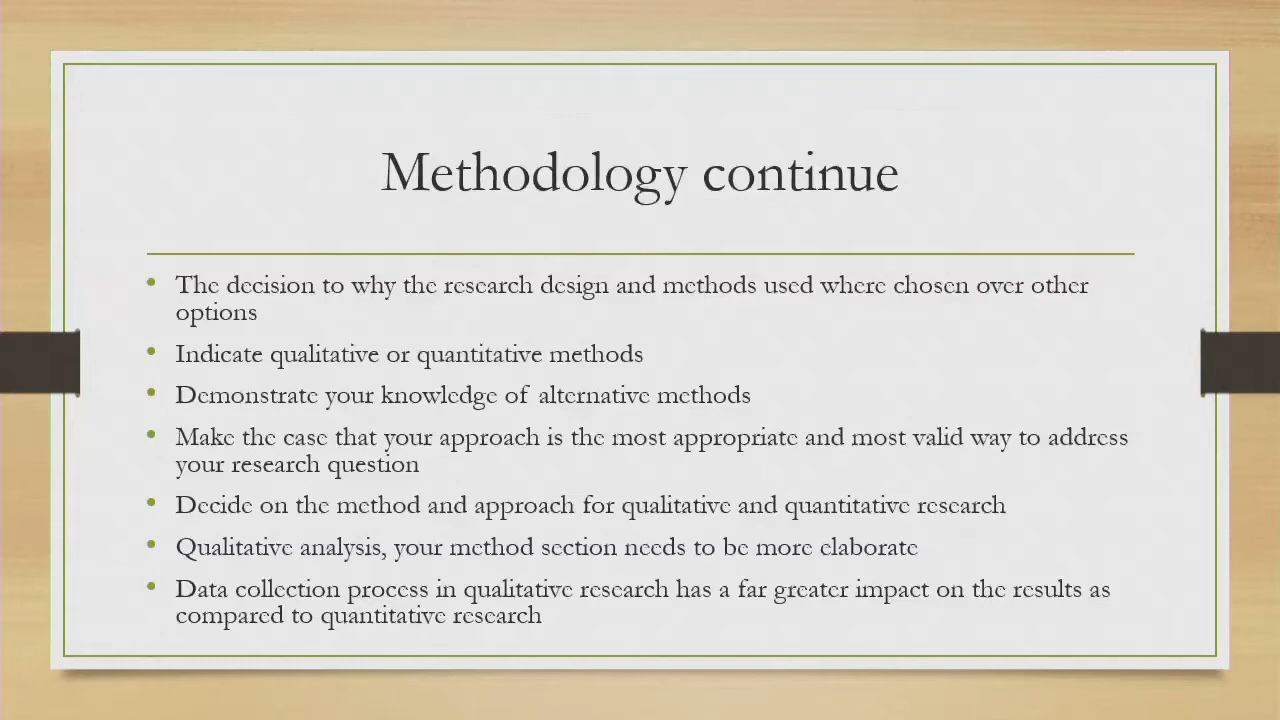 Methodology continue
• The decision to why the research design and methods used where chosen over other
options
• Indicate qualitative or quantitative methods
• Demonstrate your knowledge of alternative methods
• Make the case that your approach is the most appropriate and most valid way to address
your research question
• Decide on the method and approach for qualitative and quantitative research
• Qualitative analysis, your method section needs to be more elaborate
• Data collection process in qualitative research has a far greater impact on the results as
compared to quantitative research